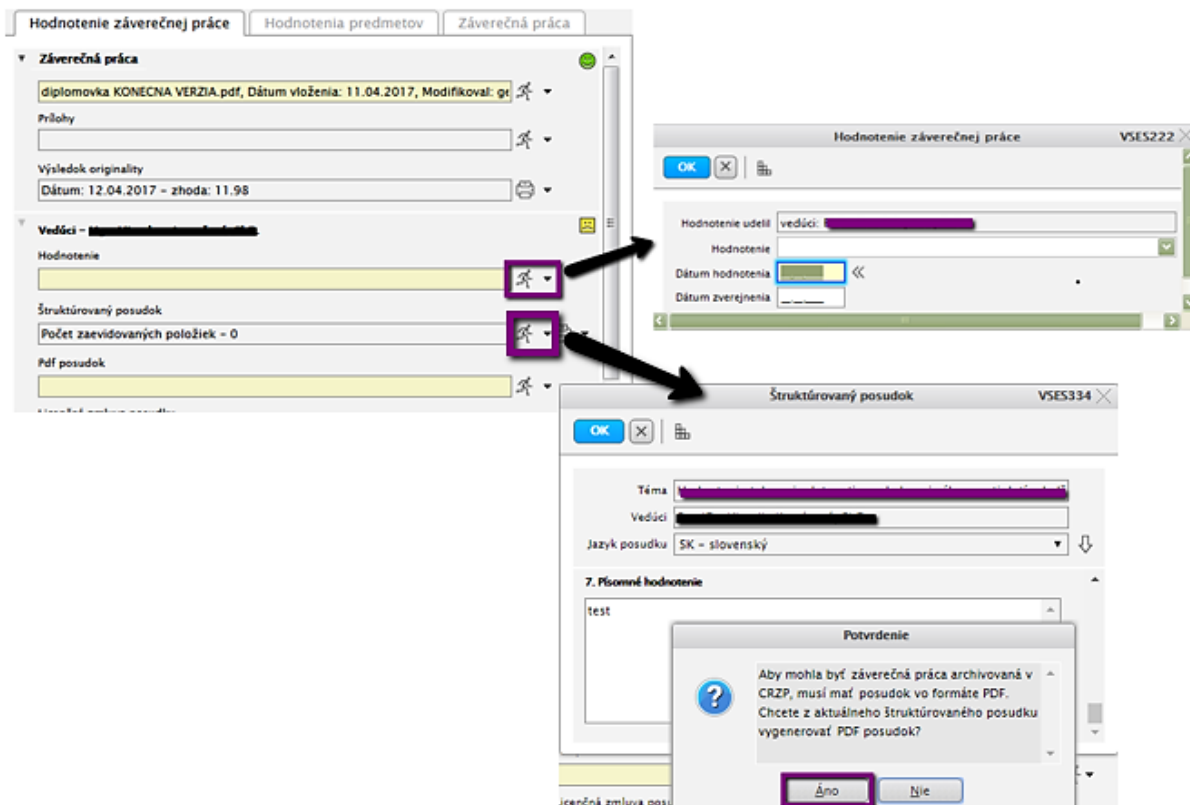 Hodnotenie záverečnej práce
Hodnotenia predmetov
Záverečná práca
Záverečná práca
diplomovka KONECNA VERZIA.pdf, Dátum vloženia: 11.04.2017, Modifikoval: ge
Prílohy
Výsledok originality
Dátum: 12.04.2017 - zhoda: 11.98
Vedúci -
Hodnotenie
Štruktúrovaný posudok
Počet zaevidovaných položiek - 0
Pdf posudok
Hodnotenie záverečnej práce VSES222
OK
Hodnotenie udelil vedúci:
Hodnotenie
Dátum hodnotenia
Dátum zverejnenia
Štruktúrovaný posudok VSES334
OK
Téma
Vedúci
Jazyk posudku SK - slovenský
7. Písomné hodnotenie
test
Potvrdenie
Aby mohla byť záverečná práca archivovaná v
CRZP, musí mať posudok vo formáte PDF.
Chcete z aktuálneho štruktúrovaného posudku
vygenerovať PDF posudok?
Áno
Nie